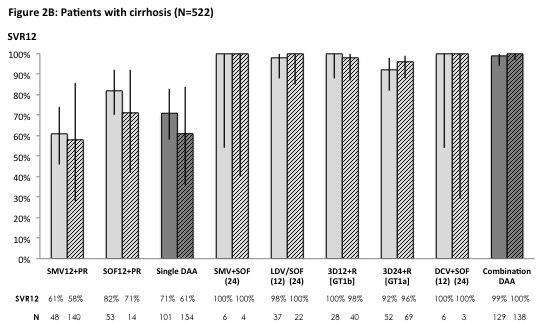 Figure 2B: Patients with cirrhosis (N=522)
SVR12
100%
90%
80%
70%
60%
50%
40%
30%
20%
10%
0%
SMV12+PR SOF12+PR Single DAA SMV+SOF LDV/SOF 3D12+R 3D24+R DCV+SOF Combination
(24) (12) (24) [GT1b] [GT1a] (12) (24) DAA
SVR12 61% 58% 82% 71% 71% 61% 100% 100% 98% 100% 100% 98% 92% 96% 100% 100% 99% 100%
N 48 140 53 14 101 154 6 4 37 22 28 40 52 69 6 3 129 138